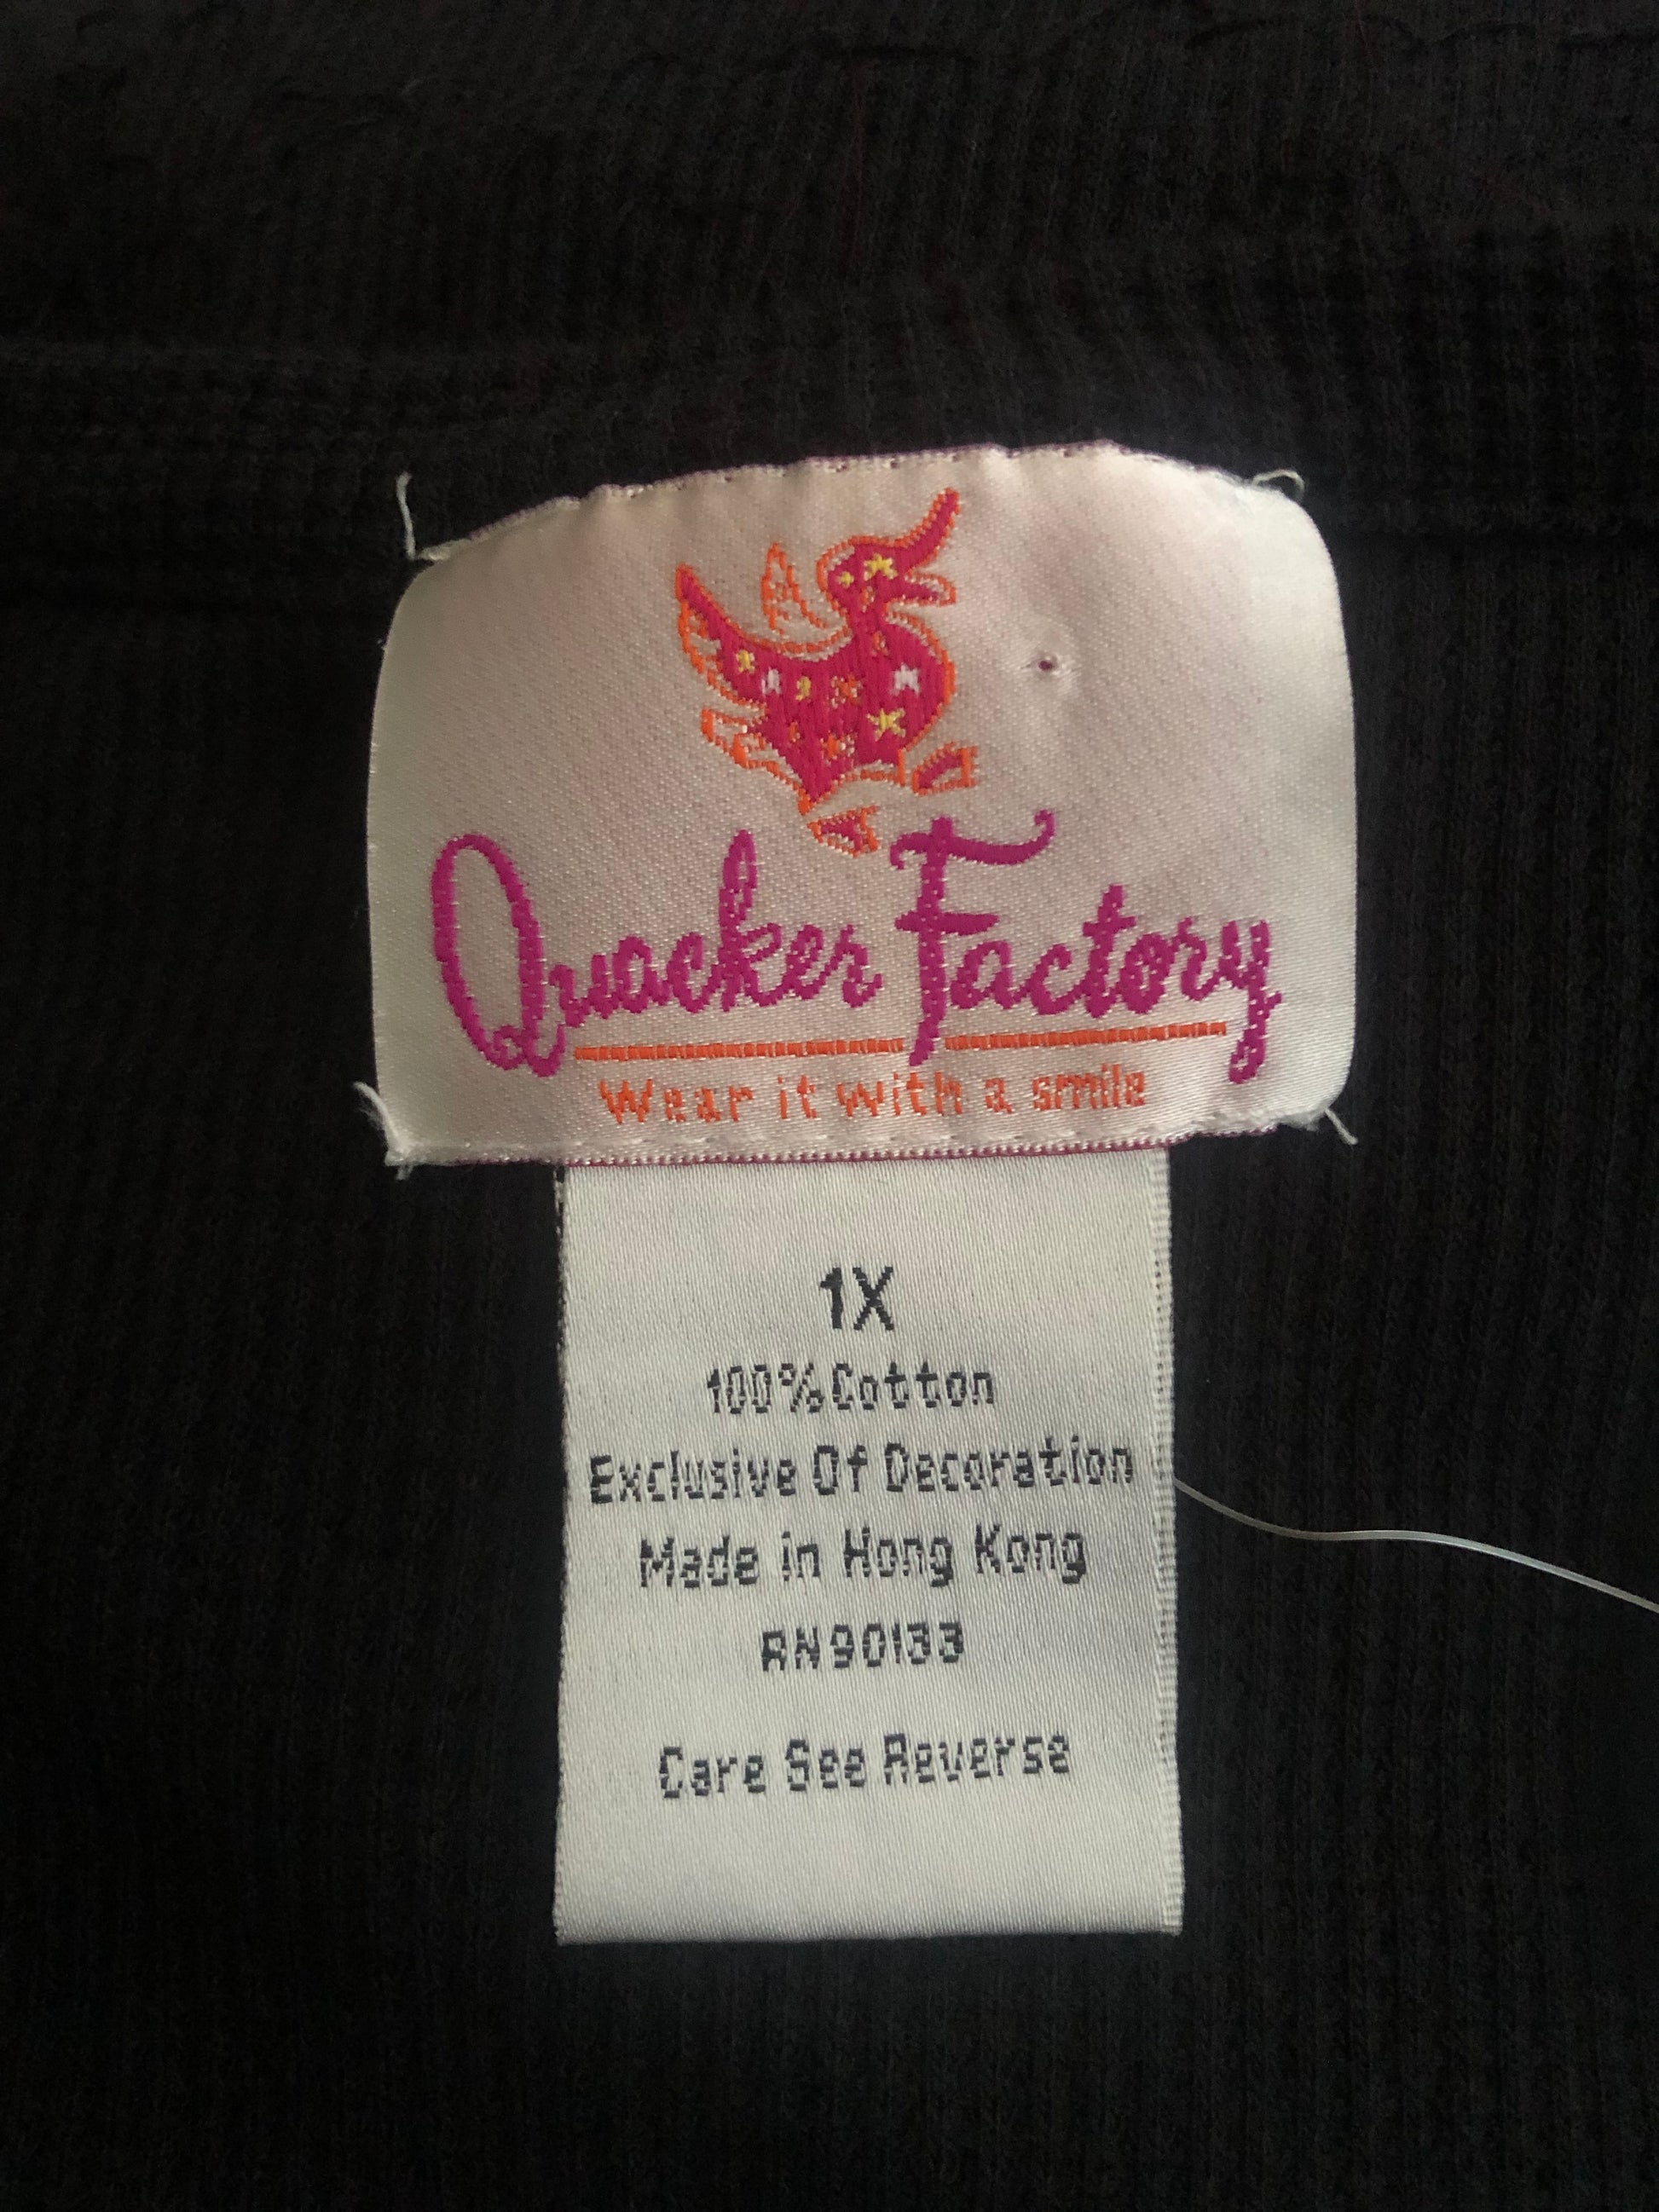 Quacker Factory
Wear it with a smile
1X
100% Cotton
Exclusive Of Decoration
Made in Hong Kong
RN90133
Care See Reverse